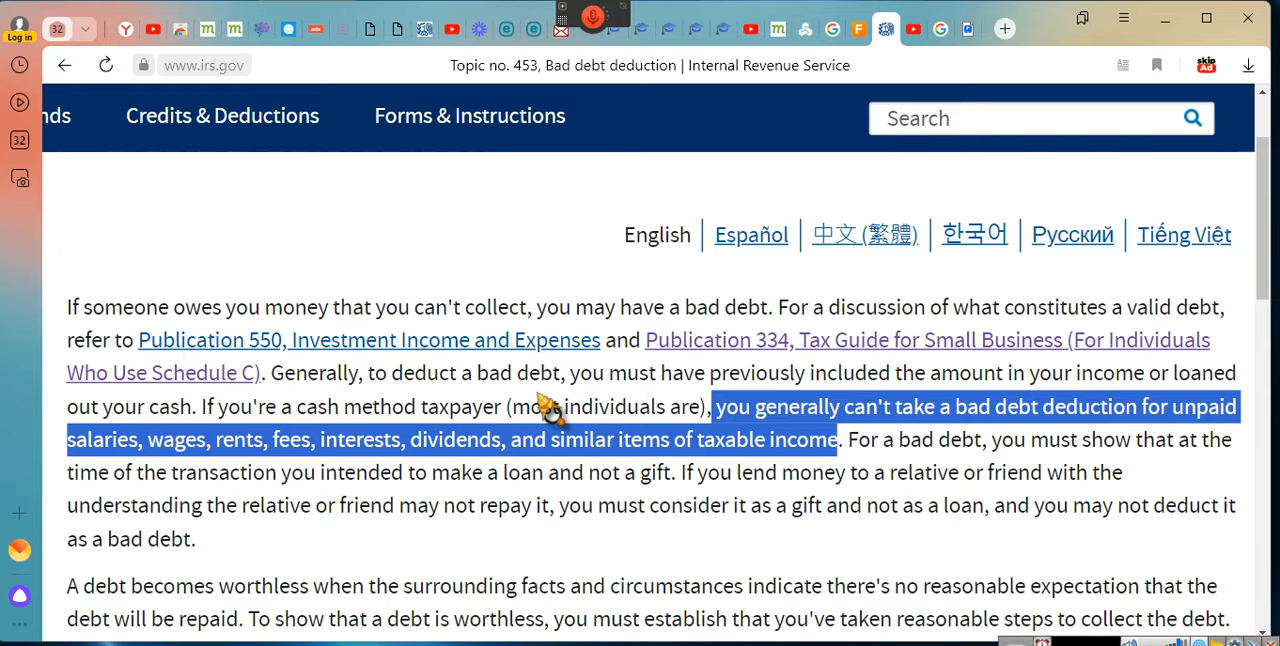 Log in
32
www.irs.gov
Topic no. 453, Bad debt deduction | Internal Revenue Service
skip
Ad
32
nds
Credits & Deductions
Forms & Instructions
Search
English
Español
中文 (繁體)
한국어
Русский
Tiếng Việt
If someone owes you money that you can't collect, you may have a bad debt. For a discussion of what constitutes a valid debt,
refer to Publication 550, Investment Income and Expenses and Publication 334, Tax Guide for Small Business (For Individuals
Who Use Schedule C). Generally, to deduct a bad debt, you must have previously included the amount in your income or loaned
out your cash. If you're a cash method taxpayer (most individuals are), you generally can't take a bad debt deduction for unpaid
salaries, wages, rents, fees, interests, dividends, and similar items of taxable income. For a bad debt, you must show that at the
time of the transaction you intended to make a loan and not a gift. If you lend money to a relative or friend with the
understanding the relative or friend may not repay it, you must consider it as a gift and not as a loan, and you may not deduct it
as a bad debt.
A debt becomes worthless when the surrounding facts and circumstances indicate there's no reasonable expectation that the
debt will be repaid. To show that a debt is worthless, you must establish that you've taken reasonable steps to collect the debt.